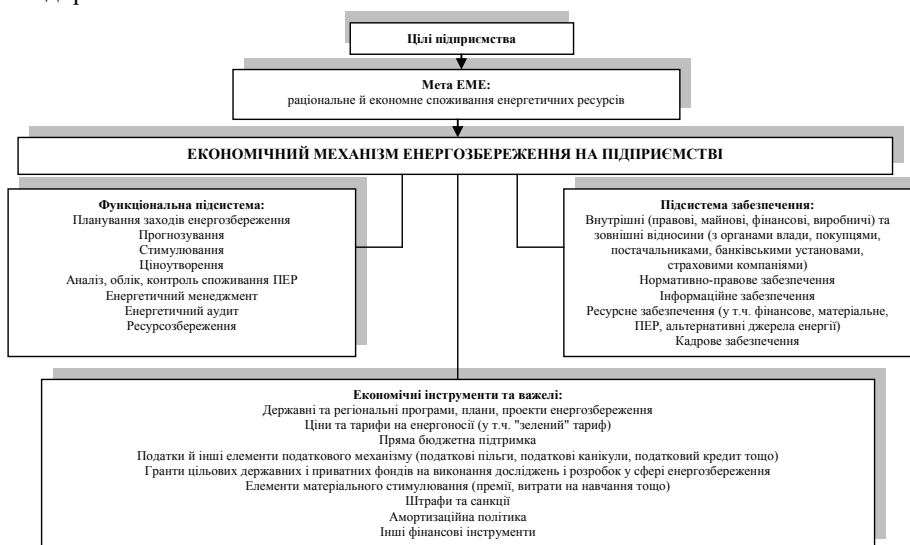 Цілі підприємства
Мета ЕМЕ:
раціональне й економне споживання енергетичних ресурсів
ЕКОНОМІЧНИЙ МЕХАНІЗМ ЕНЕРГОЗБЕРЕЖЕННЯ НА ПІДПРИЄМСТВІ
Функціональна підсистема:
Планування заходів енергозбереження
Прогнозування
Стимулювання
Ціноутворення
Аналіз, облік, контроль споживання ПЕР
Енергетичний менеджмент
Енергетичний аудит
Ресурсозбереження
Підсистема забезпечення:
Внутрішні (правові, майнові, фінансові, виробничі) та
зовнішні відносини (з органами влади, покупцями,
постачальниками, банківськими установами,
страховими компаніями)
Нормативно-правове забезпечення
Інформаційне забезпечення
Ресурсне забезпечення (у т.ч. фінансове, матеріальне,
ПЕР, альтернативні джерела енергії)
Кадрове забезпечення
Економічні інструменти та важелі:
Державні та регіональні програми, плани, проекти енергозбереження
Ціни та тарифи на енергоносії (у т.ч. "зелений" тариф)
Пряма бюджетна підтримка
Податки й інші елементи податкового механізму (податкові пільги, податкові канікули, податковий кредит тощо)
Гранти цільових державних і приватних фондів на виконання досліджень і розробок у сфері енергозбереження
Елементи матеріального стимулювання (премії, витрати на навчання тощо)
Штрафи та санкції
Амортизаційна політика
Інші фінансові інструменти